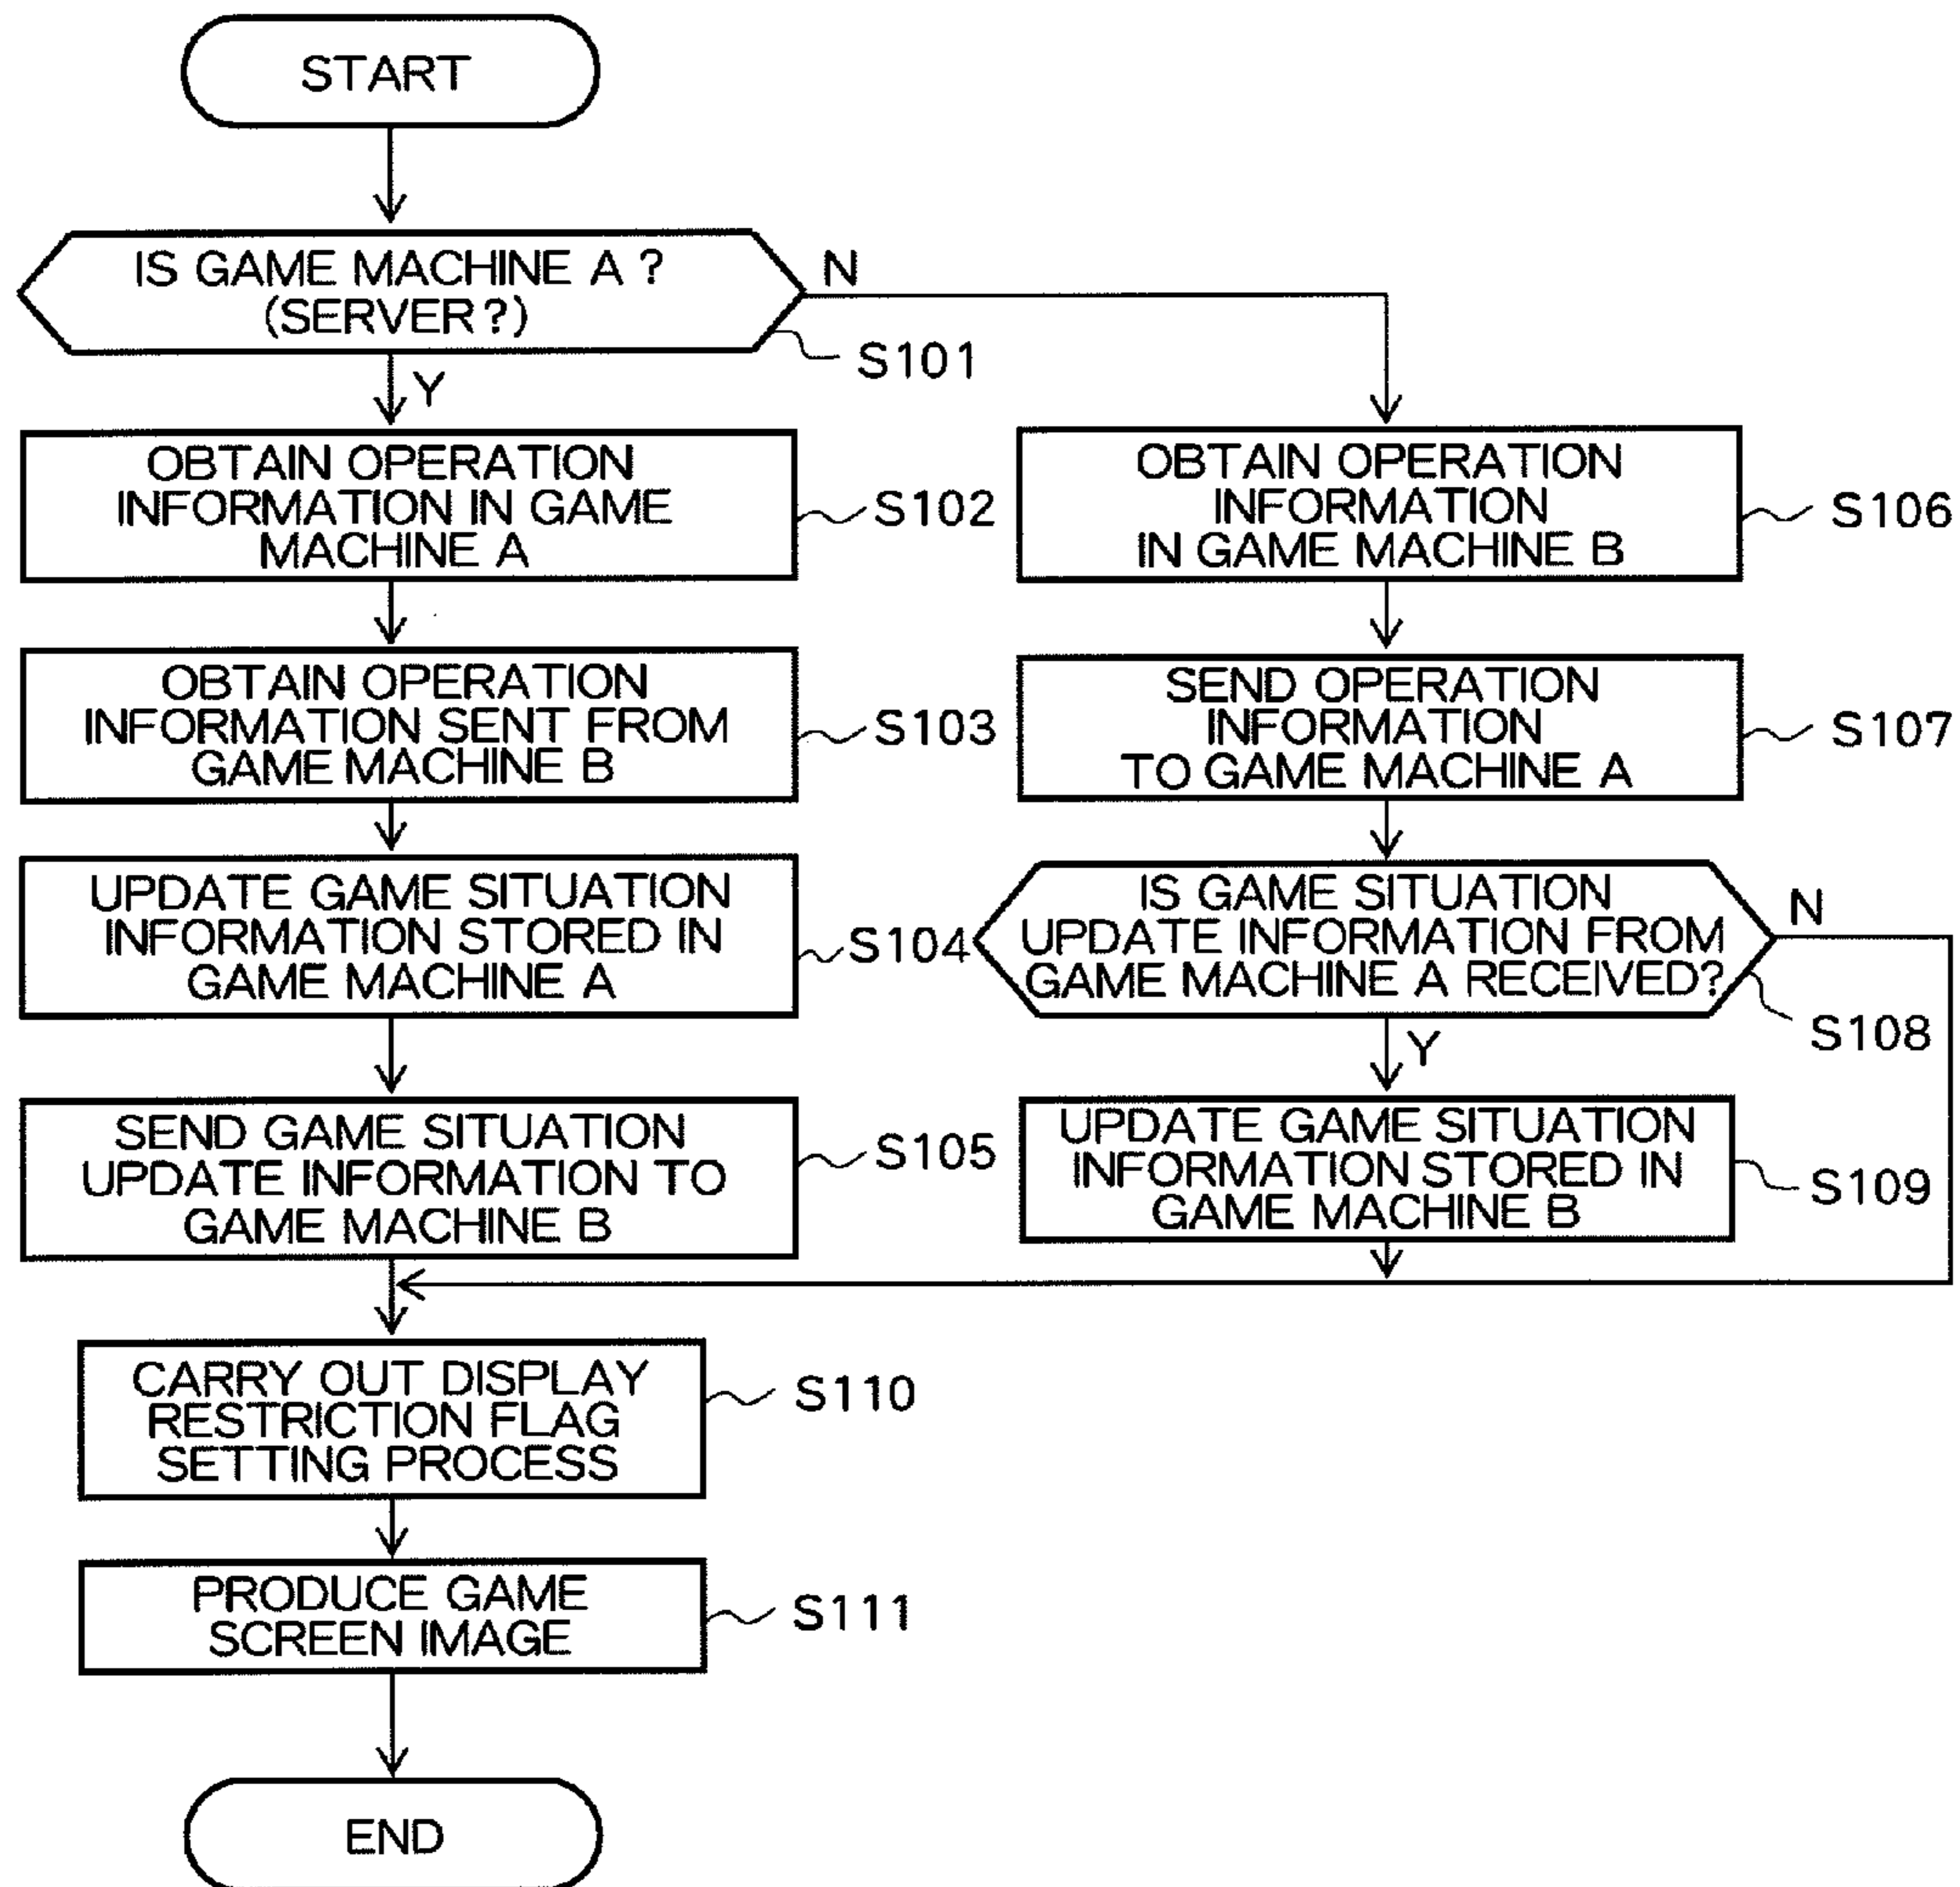 START
IS GAME MACHINE A ?
(SERVER?)
N
S101
Y
OBTAIN OPERATION
INFORMATION IN GAME
MACHINE A
S102
OBTAIN OPERATION
INFORMATION SENT FROM
GAME MACHINE B
S103
UPDATE GAME SITUATION
INFORMATION STORED IN
GAME MACHINE A
S104
SEND GAME SITUATION
UPDATE INFORMATION TO
GAME MACHINE B
S105
OBTAIN OPERATION
INFORMATION
IN GAME MACHINE B
S106
SEND OPERATION
INFORMATION
TO GAME MACHINE A
S107
IS GAME SITUATION
UPDATE INFORMATION FROM
GAME MACHINE A RECEIVED?
N
S108
Y
UPDATE GAME SITUATION
INFORMATION STORED IN
GAME MACHINE B
S109
CARRY OUT DISPLAY
RESTRICTION FLAG
SETTING PROCESS
S110
PRODUCE GAME
SCREEN IMAGE
S111
END